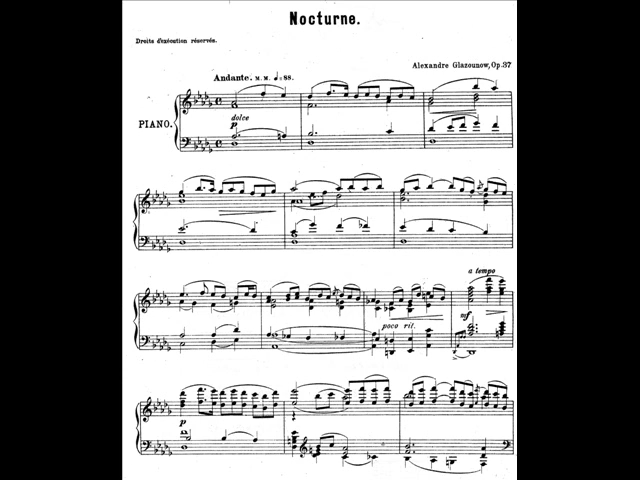 Nocturne.
Droits d'exécution réservés.
Alexandre Glazounow, Op. 37
Andante. M. M. ♩=88.
PIANO.
dolce
p
a tempo
poco rit.
mf
p